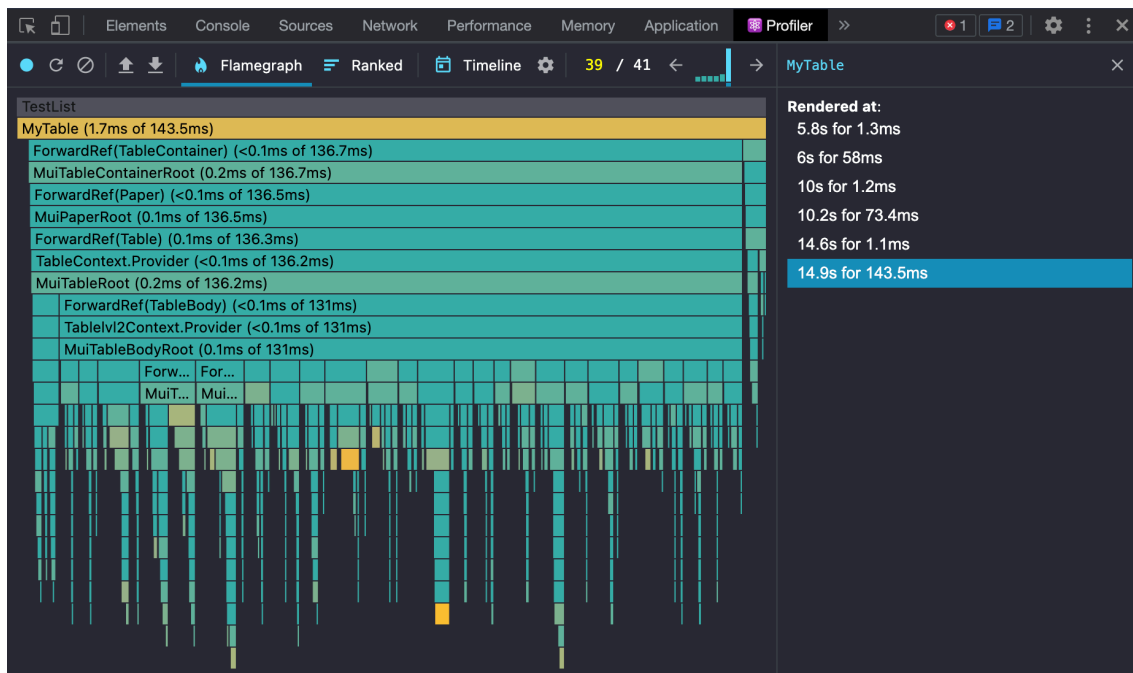 Elements Console Sources Network Performance Memory Application Profiler » 1 2
Flamegraph Ranked Timeline 39 / 41 MyTable
TestList
MyTable (1.7ms of 143.5ms)
ForwardRef(TableContainer) (<0.1ms of 136.7ms)
MuiTableContainerRoot (0.2ms of 136.7ms)
ForwardRef(Paper) (<0.1ms of 136.5ms)
MuiPaperRoot (0.1ms of 136.5ms)
ForwardRef(Table) (0.1ms of 136.3ms)
TableContext.Provider (<0.1ms of 136.2ms)
MuiTableRoot (0.2ms of 136.2ms)
ForwardRef(TableBody) (<0.1ms of 131ms)
Tablelvl2Context.Provider (<0.1ms of 131ms)
MuiTableBodyRoot (0.1ms of 131ms)
Forw... For...
MuiT... Mui...
Rendered at:
5.8s for 1.3ms
6s for 58ms
10s for 1.2ms
10.2s for 73.4ms
14.6s for 1.1ms
14.9s for 143.5ms